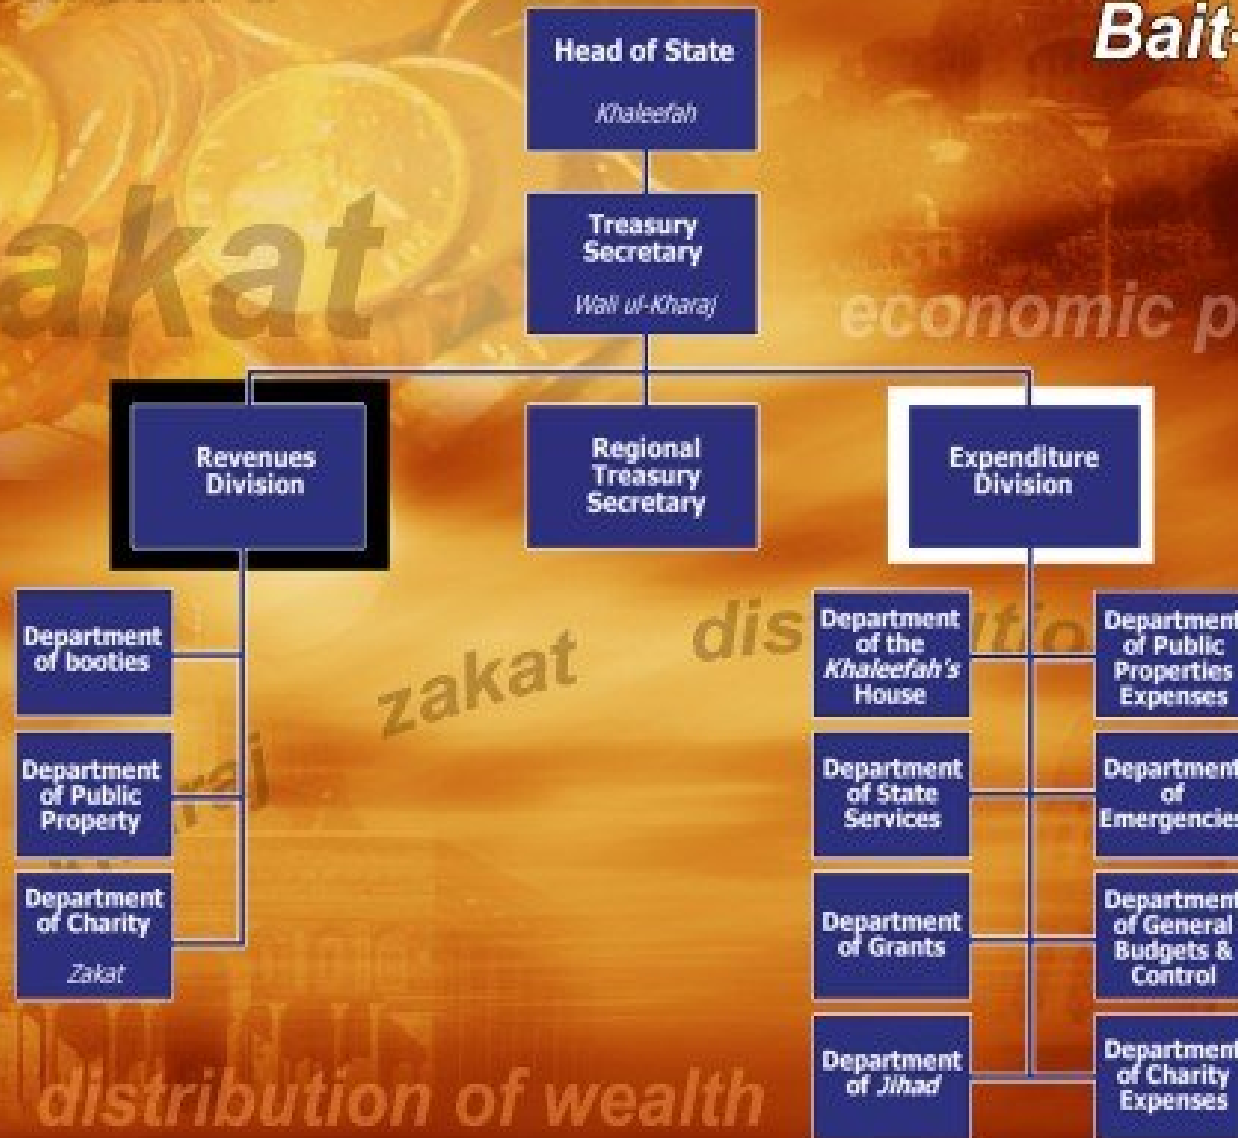 Bait-
Head of State
Khaleefah
Treasury
Secretary
Wali ul-Kharaj
akat
economic p
Revenues
Division
Regional
Treasury
Secretary
Expenditure
Division
Department
of booties
Department
of Public
Property
Department
of Charity
Zakat
zakat
raj
dis
utio
Department
of the
Khaleefah's
House
Department
of State
Services
Department
of Grants
Department
of Jihad
Department
of Public
Properties
Expenses
Department
of
Emergencies
Department
of General
Budgets &
Control
Department
of Charity
Expenses
distribution of wealth